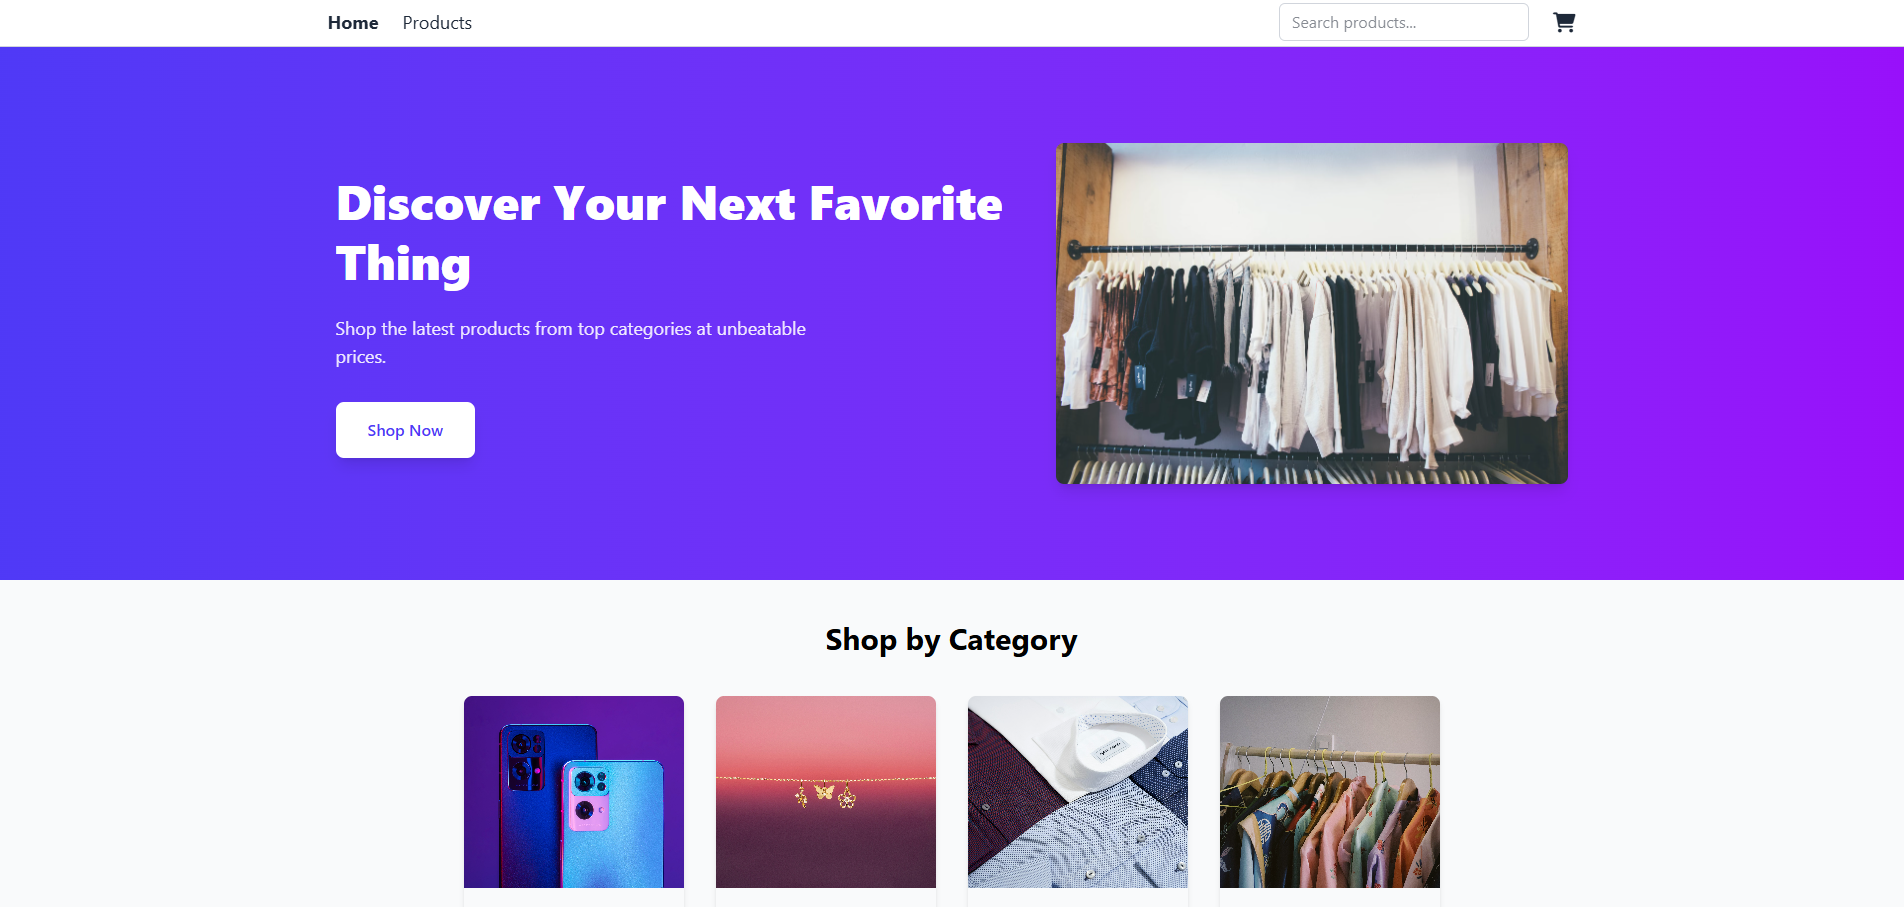 Home Products Search products...
Discover Your Next Favorite
Thing
Shop the latest products from top categories at unbeatable
prices.
Shop Now
Shop by Category